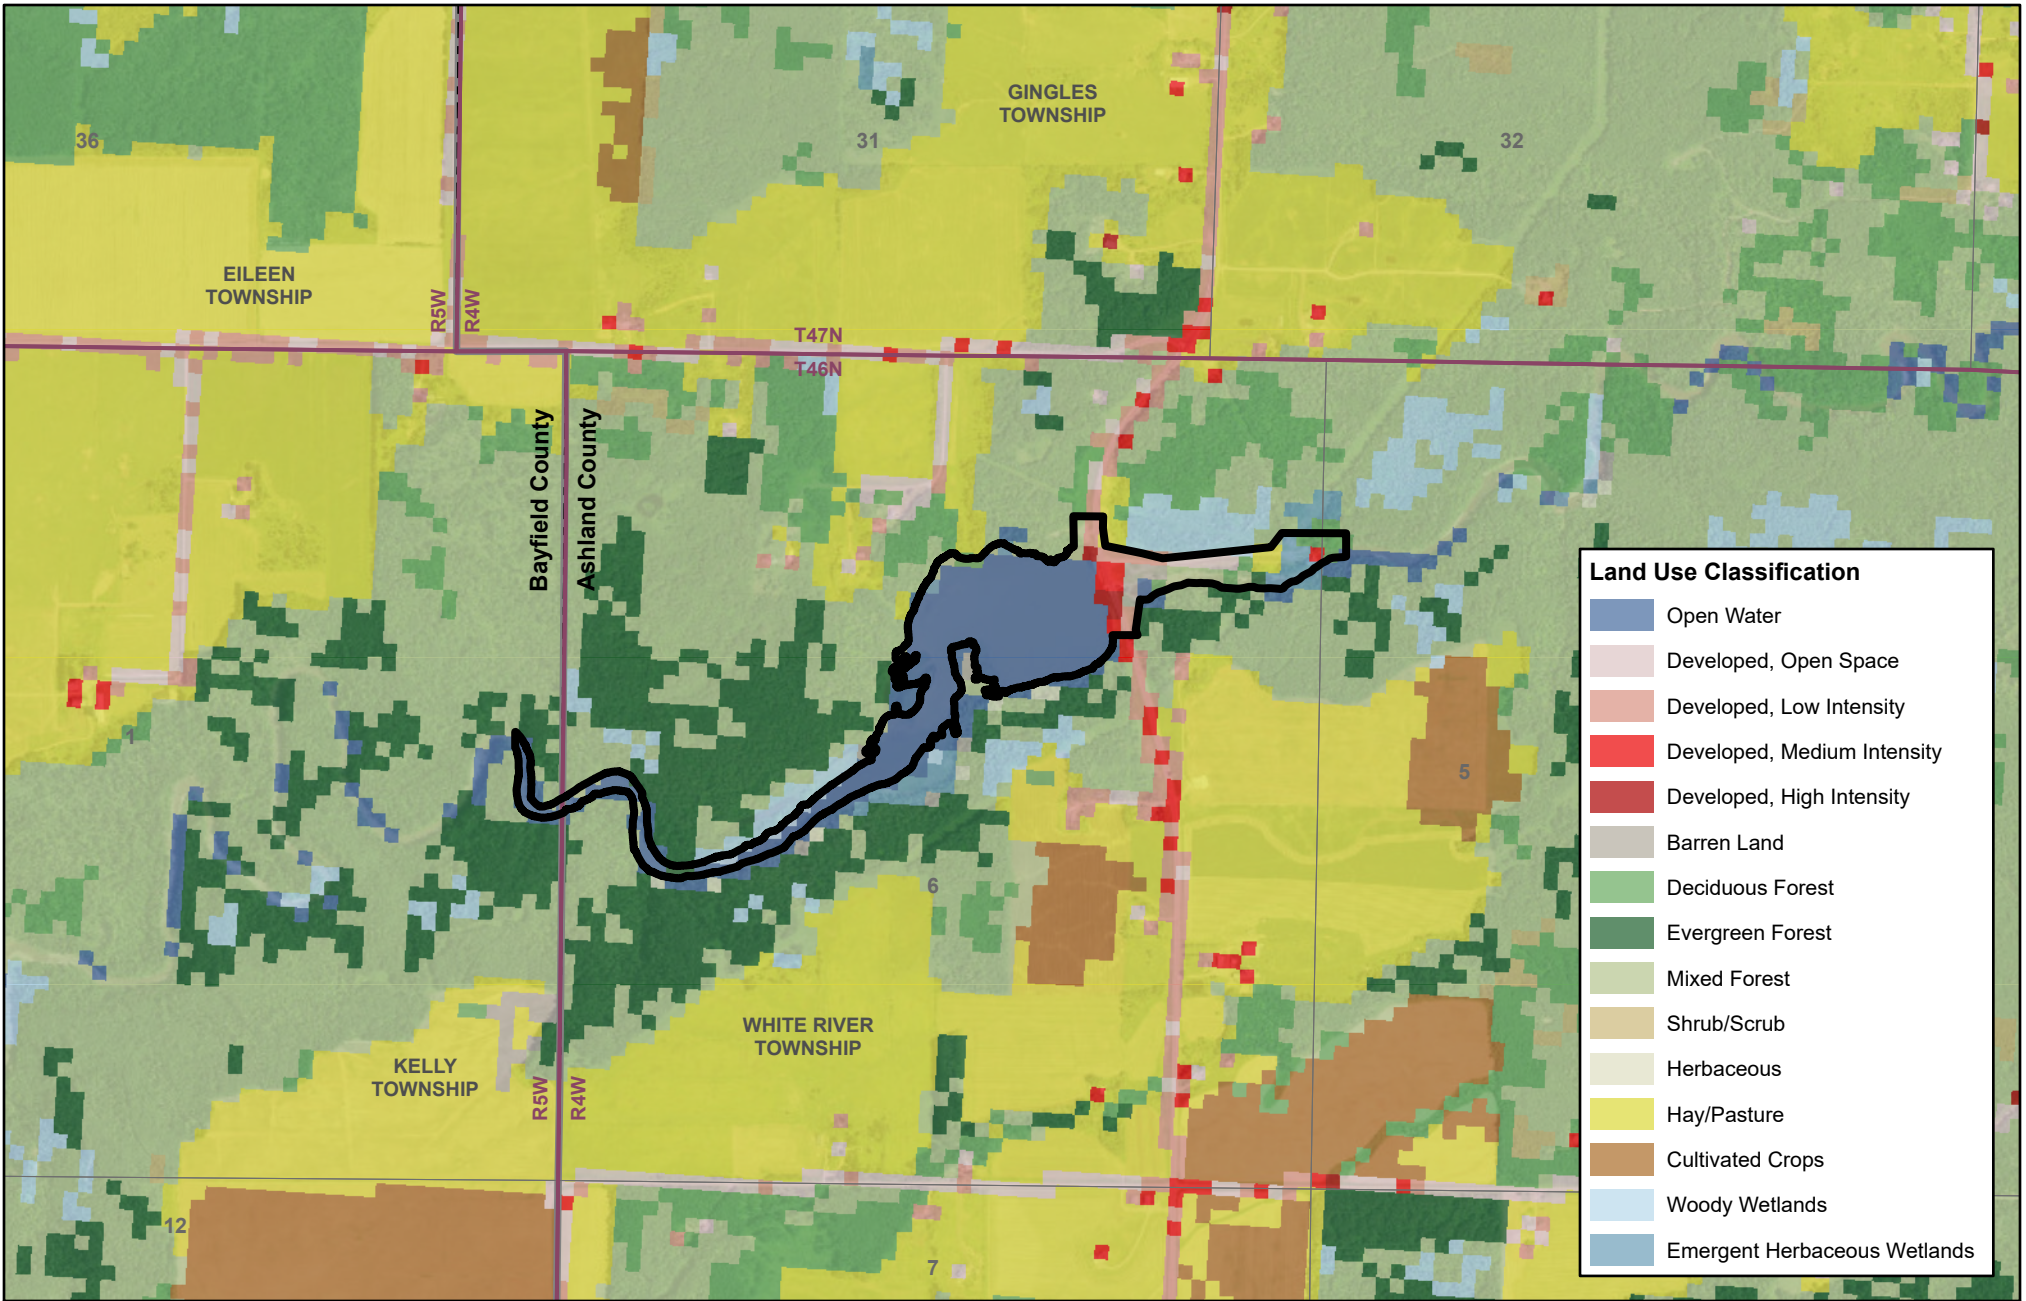 GINGLES
TOWNSHIP
36
31
32
EILEEN
TOWNSHIP
R5W
R4W
T47N
T46N
Bayfield County
Ashland County
1
5
6
WHITE RIVER
TOWNSHIP
KELLY
TOWNSHIP
R5W
R4W
12
7
Land Use Classification
Open Water
Developed, Open Space
Developed, Low Intensity
Developed, Medium Intensity
Developed, High Intensity
Barren Land
Deciduous Forest
Evergreen Forest
Mixed Forest
Shrub/Scrub
Herbaceous
Hay/Pasture
Cultivated Crops
Woody Wetlands
Emergent Herbaceous Wetlands